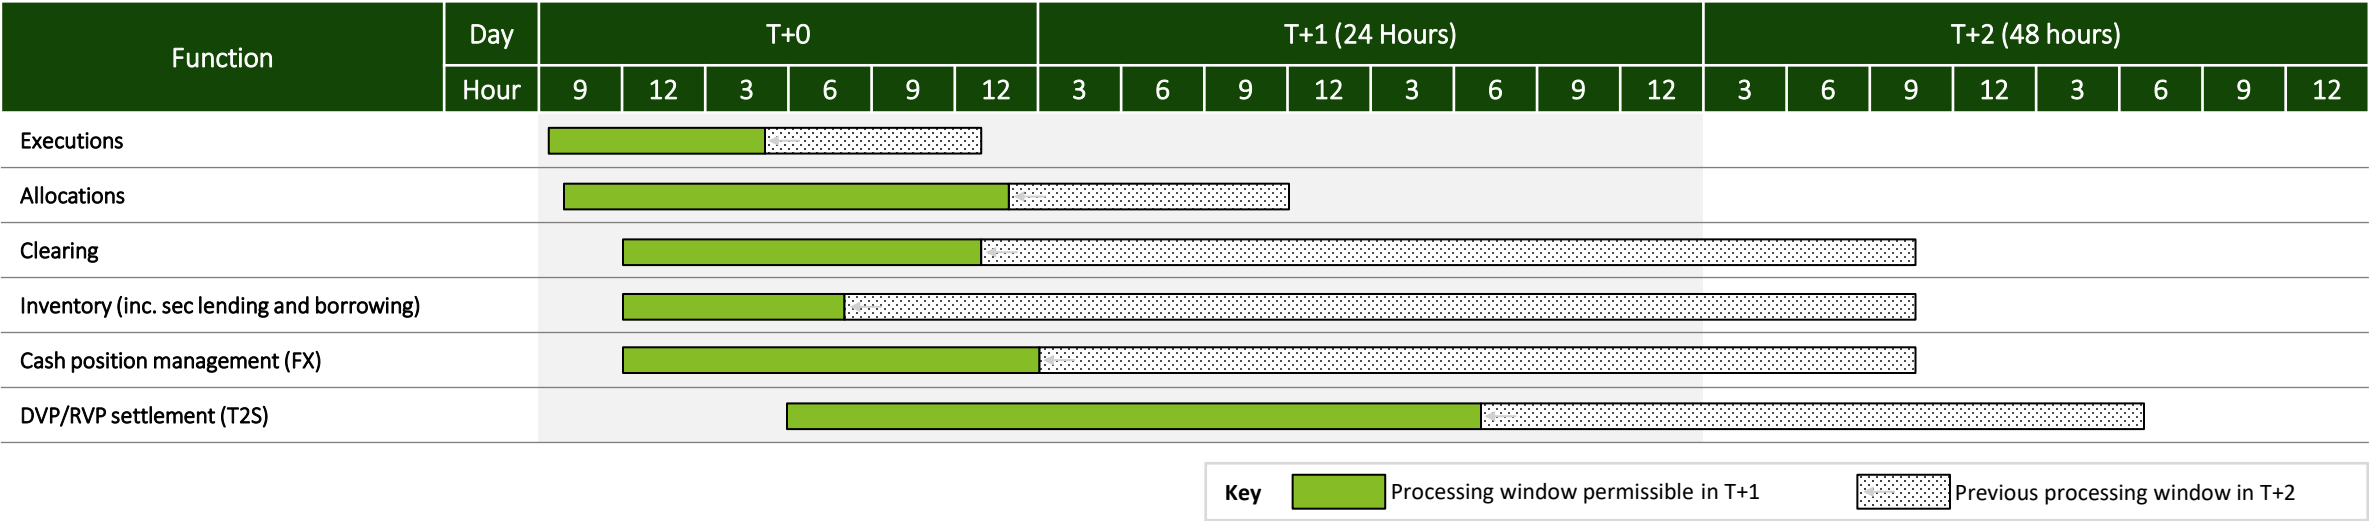 Function Day T+0 T+1 (24 Hours) T+2 (48 hours)
Hour 9 12 3 6 9 12 3 6 9 12 3 6 9 12 3 6 9 12 3 6 9 12
Executions
Allocations
Clearing
Inventory (inc. sec lending and borrowing)
Cash position management (FX)
DVP/RVP settlement (T2S)
Key Processing window permissible in T+1 Previous processing window in T+2